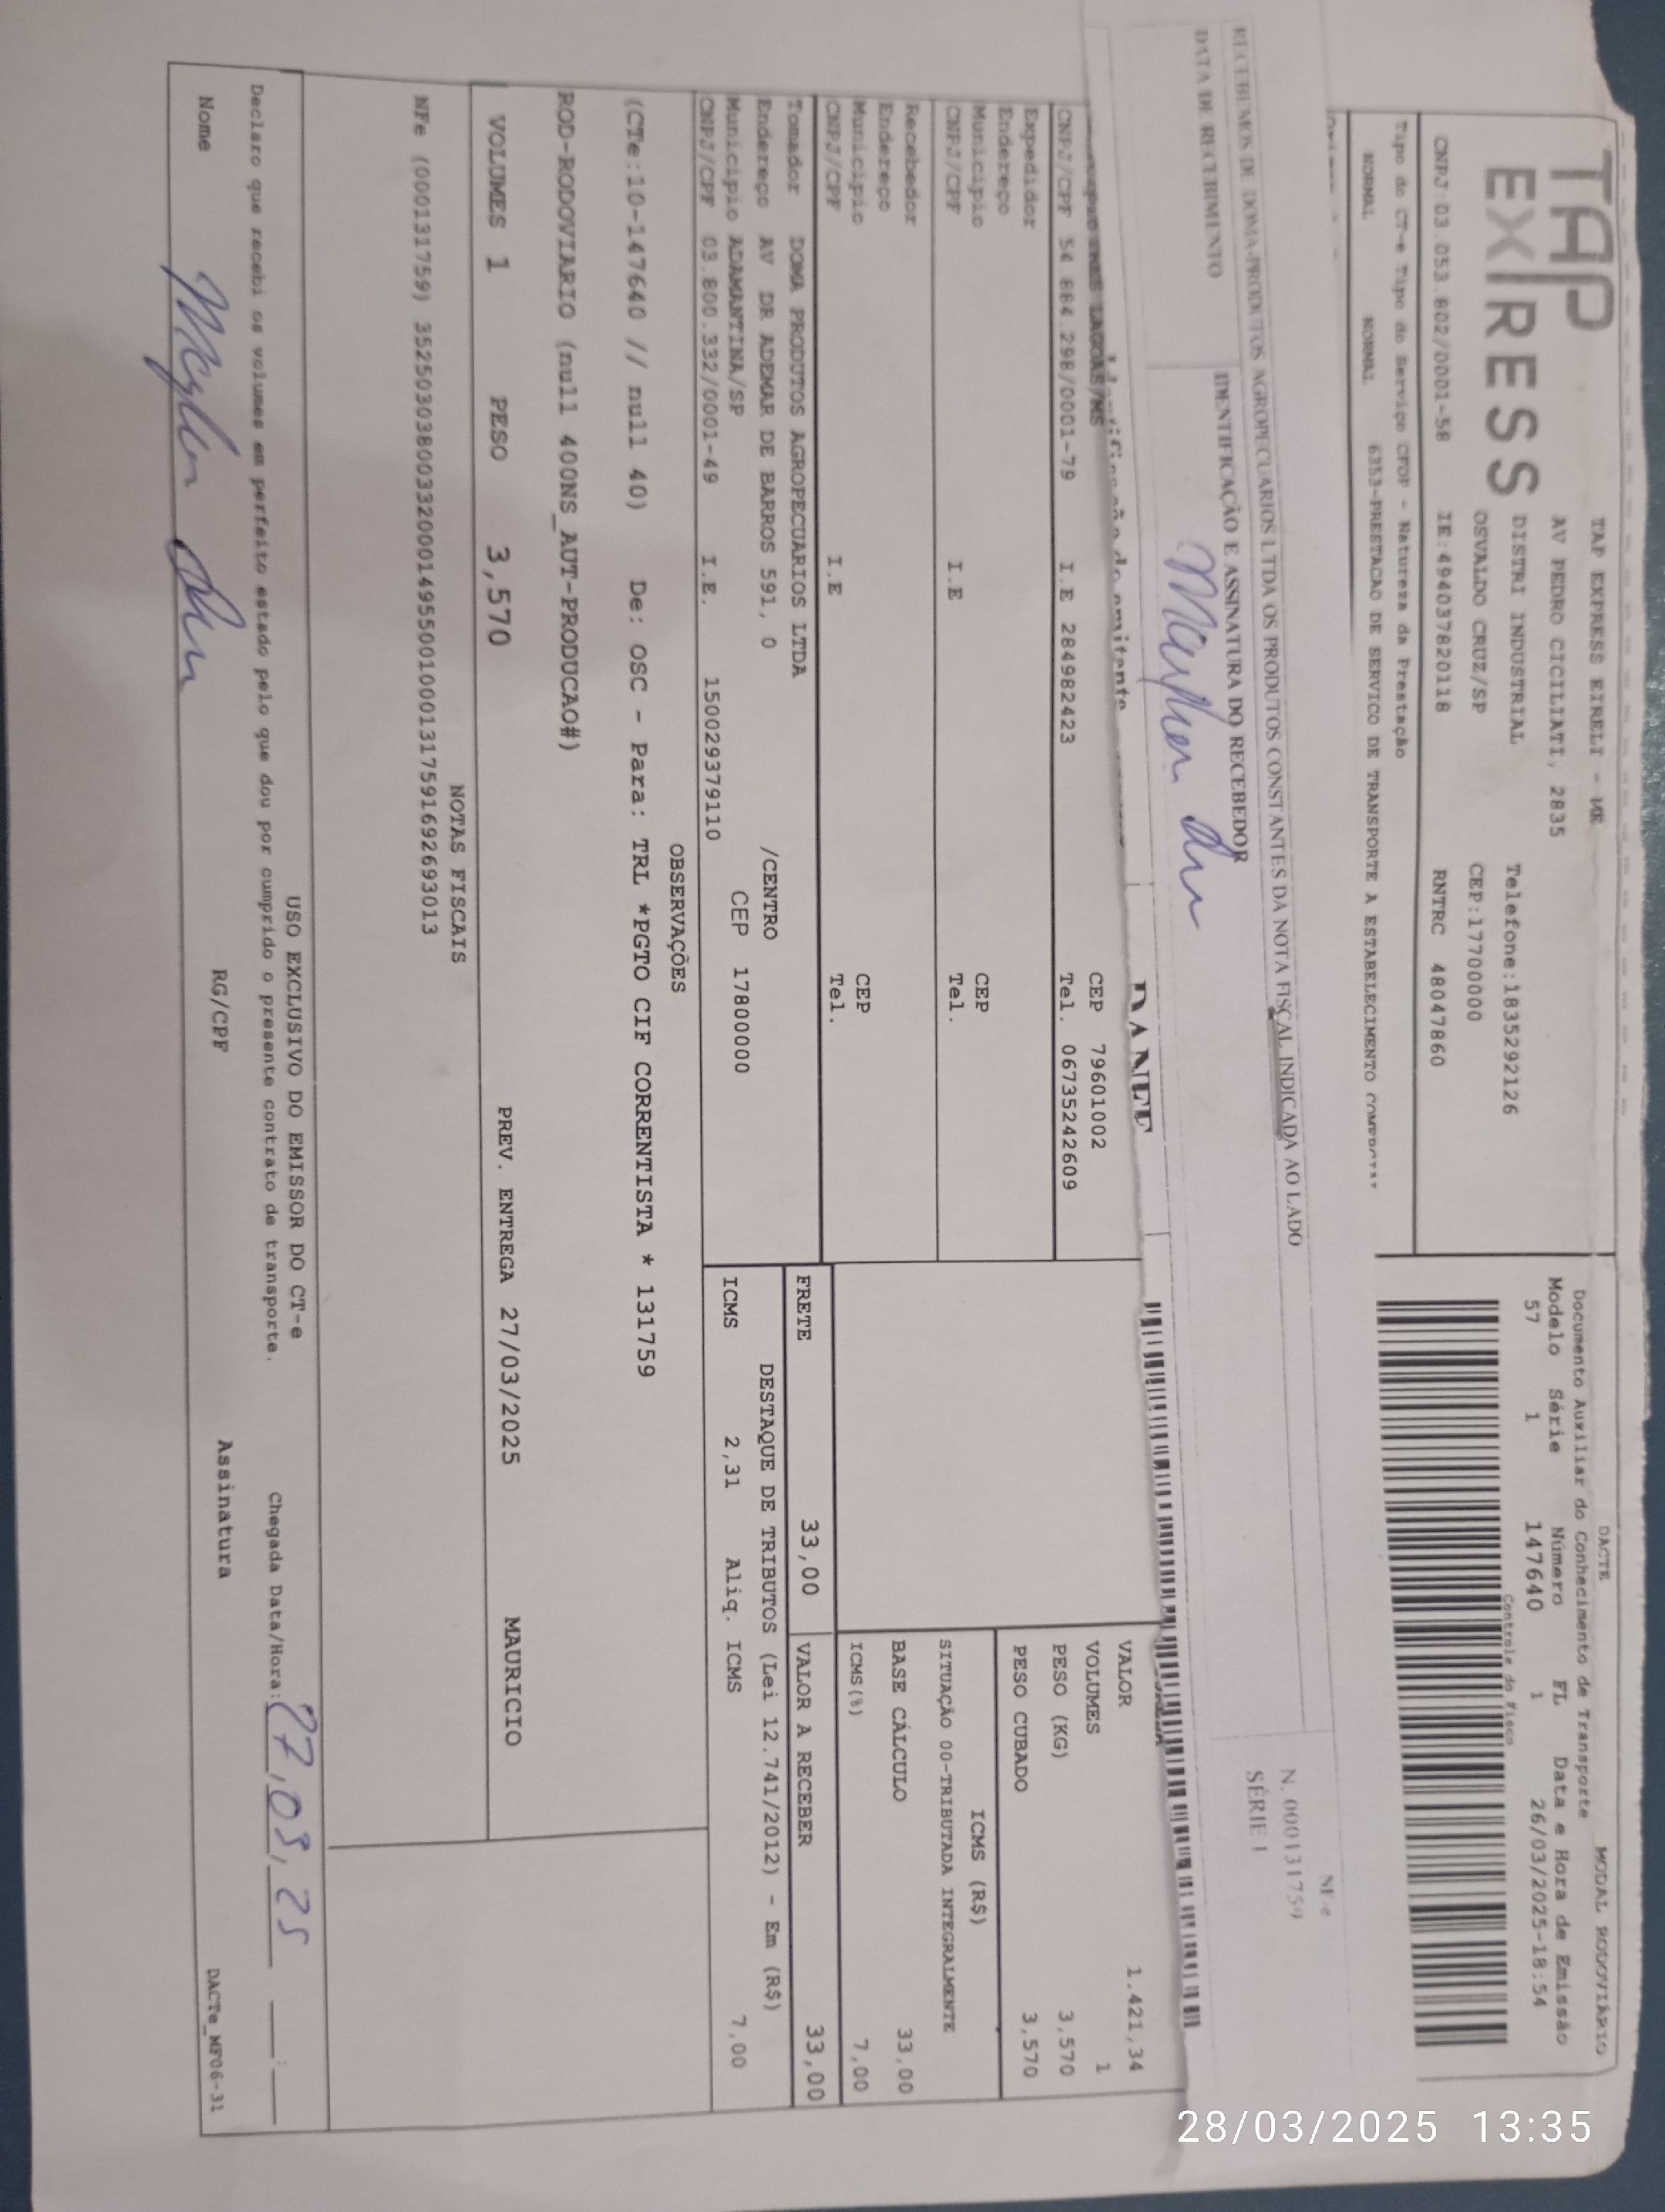 TAP
EXPRESS
TAP EXPRESS EIRELI - ME
AV PEDRO CICILIATI, 2835
DISTRI INDUSTRIAL
Telefone:1835292126
OSVALDO CRUZ/SP
CEP:17700000
CNPJ 03.053.802/0001-58 IE:494037820118 RNTRC 48047860
DACTE MODAL RODOVIÁRIO
Documento Auxiliar do Conhecimento de Transporte
Modelo Série Número FL Data e Hora de Emissão
57 1 147640 1 26/03/2025-18:54
Controle do Fisco
Tipo do CT-e Tipo do Serviço CFOP - Natureza da Prestação
NORMAL NORMAL 6353-PRESTACAO DE SERVICO DE TRANSPORTE A ESTABELECIMENTO
RECEBEMOS DE DOMA-PRODUTOS AGROPECUARIOS LTDA OS PRODUTOS CONSTANTES DA NOTA FISCAL INDICADA AO LADO
DATA DE RECEBIMENTO IDENTIFICAÇÃO E ASSINATURA DO RECEBEDOR
NF-e
N. 000131759
SÉRIE 1
Identificação do emitente
DANFE
LAGOAS/MS
CEP 79601002
CNPJ/CPF 54.884.298/0001-79 I.E 284982423 Tel. 0673524260​9
Expedidor
Endereço
Município CEP
CNPJ/CPF I.E Tel.
Recebedor
Endereço
Município CEP
CNPJ/CPF I.E Tel.
VALOR 1.421,34
VOLUMES 1
PESO (KG) 3,570
PESO CUBADO 3,570
ICMS (R$)
SITUAÇÃO 00-TRIBUTADA INTEGRALMENTE
BASE CÁLCULO 33,00
ICMS(%) 7,00
Tomador DOMA PRODUTOS AGROPECUARIOS LTDA
Endereço AV DR ADEMAR DE BARROS 591, 0 /CENTRO
Município ADAMANTINA/SP CEP 17800000
CNPJ/CPF 03.800.332/0001-49 I.E. 150029379110
FRETE 33,00 VALOR A RECEBER 33,00
DESTAQUE DE TRIBUTOS (Lei 12.741/2012) - Em (R$)
ICMS 2,31 Aliq. ICMS 7,00
OBSERVAÇÕES
(CTe:10-147640 // null 40) De: OSC - Para: TRL *PGTO CIF CORRENTISTA * 131759
ROD-RODOVIARIO (null 400NS_AUT-PRODUCAO#)
VOLUMES 1 PESO 3,570 PREV. ENTREGA 27/03/2025 MAURICIO
NOTAS FISCAIS
NFe (000131759) 35250303800332000149550010001317591692693013
USO EXCLUSIVO DO EMISSOR DO CT-e
Declaro que recebi os volumes em perfeito estado pelo que dou por cumprido o presente contrato de transporte. Chegada Data/Hora: 27,03,25
Nome RG/CPF Assinatura
DACTe_MF06-31
28/03/2025 13:35